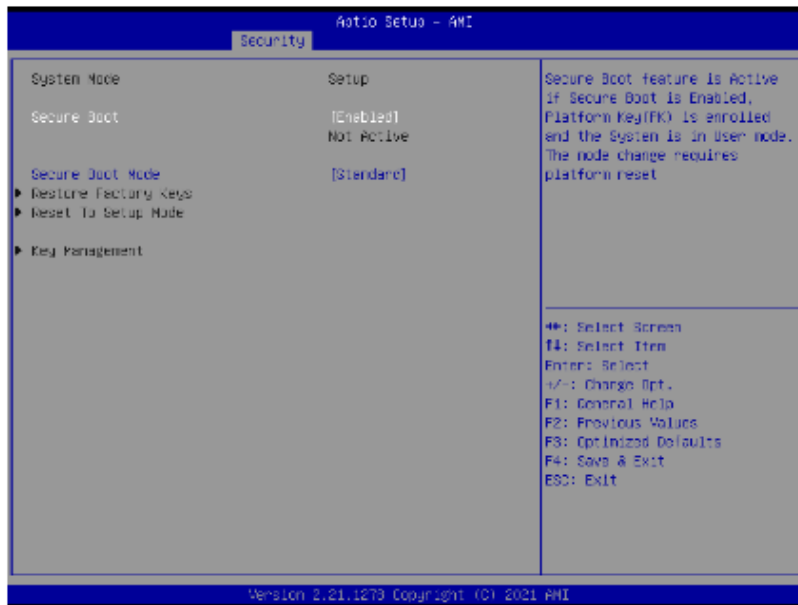 Aptio Setup - AMI
Security
System Mode Setup
Secure Boot [Enabled]
Not Active
Secure Boot Mode [Standard]
Restore Factory Keys
Reset To Setup Mode
Key Management
Secure Boot feature is Active
if Secure Boot is Enabled,
Platform Key(PK) is enrolled
and the System is in User mode.
The mode change requires
platform reset
: Select Screen
↑↓: Select Item
Enter: Select
+/-: Change Opt.
F1: General Help
F2: Previous Values
F3: Optimized Defaults
F4: Save & Exit
ESC: Exit
Version 2.21.1278 Copyright (C) 2021 AMI